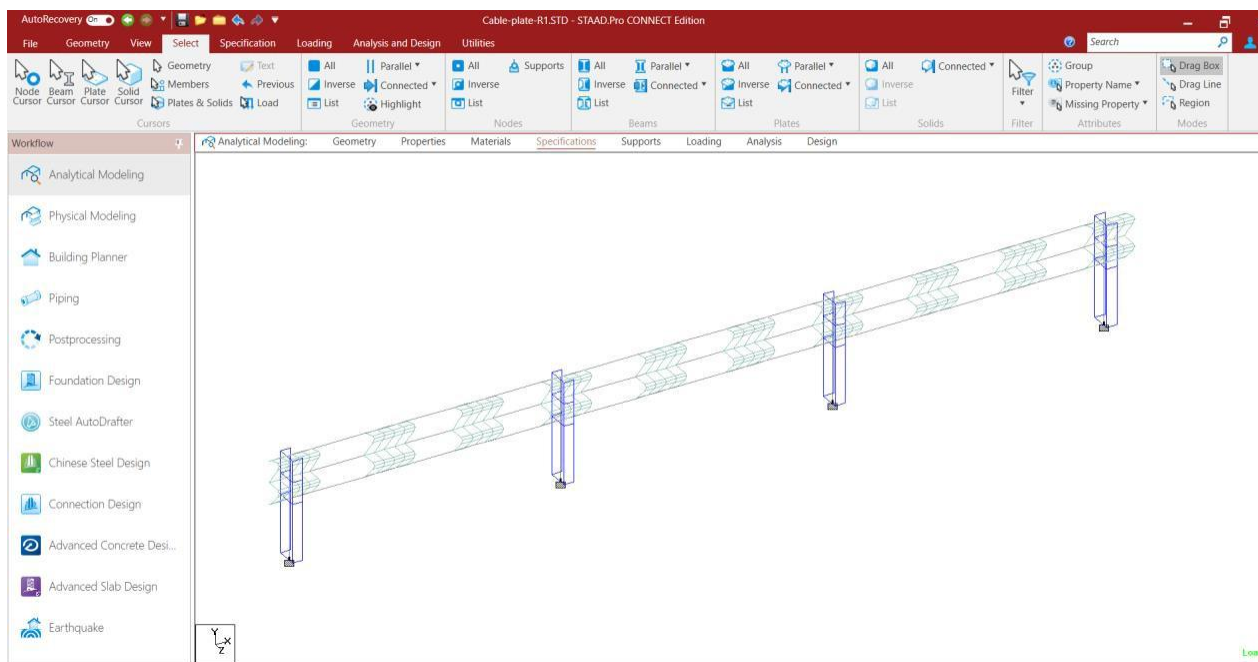 AutoRecovery On
Cable-plate-R1.STD - STAAD.Pro CONNECT Edition
File Geometry View Select Specification Loading Analysis and Design Utilities Search
Node Cursor
Beam Cursor
Plate Cursor
Solid Cursor
Geometry
Members
Plates & Solids
Text
Previous
Load
Cursors
All
Inverse
List
Parallel
Connected
Highlight
Geometry
All
Inverse
List
Supports
Nodes
All
Inverse
List
Parallel
Connected
Beams
All
Inverse
List
Parallel
Connected
Plates
All
Inverse
List
Connected
Solids
Filter
Filter
Group
Property Name
Missing Property
Attributes
Drag Box
Drag Line
Region
Modes
Workflow
Analytical Modeling: Geometry Properties Materials Specifications Supports Loading Analysis Design
Analytical Modeling
Physical Modeling
Building Planner
Piping
Postprocessing
Foundation Design
Steel AutoDrafter
Chinese Steel Design
Connection Design
Advanced Concrete Desi...
Advanced Slab Design
Earthquake
Y
X
Z